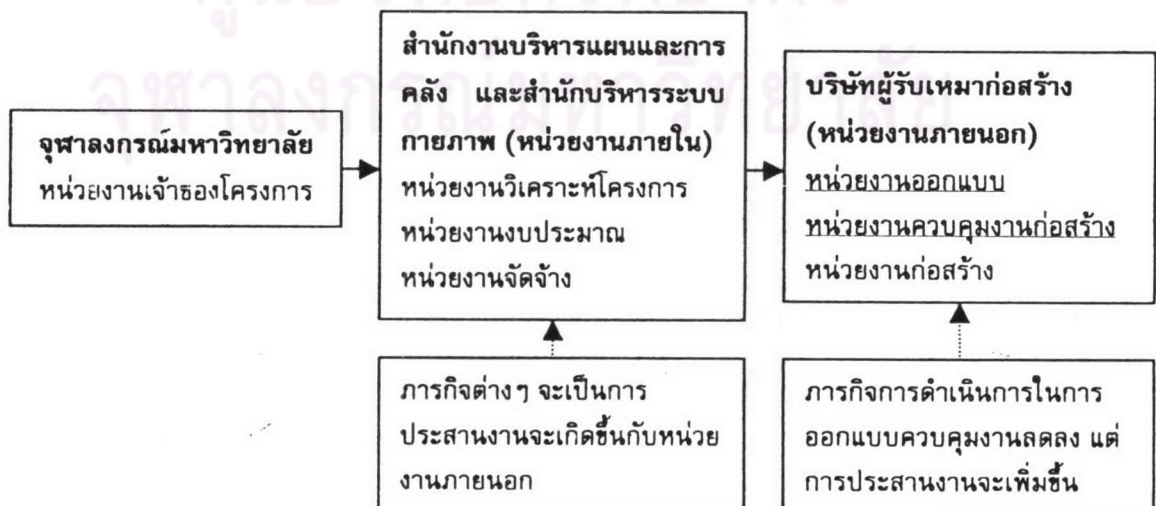 จุฬาลงกรณ์มหาวิทยาลัย
จุฬาลงกรณ์มหาวิทยาลัย
หน่วยงานเจ้าของโครงการ
สำนักงานบริหารแผนและการ
คลัง และสำนักบริหารระบบ
กายภาพ (หน่วยงานภายใน)
หน่วยงานวิเคราะห์โครงการ
หน่วยงานงบประมาณ
หน่วยงานจัดจ้าง
บริษัทผู้รับเหมาก่อสร้าง
(หน่วยงานภายนอก)
หน่วยงานออกแบบ
หน่วยงานควบคุมงานก่อสร้าง
หน่วยงานก่อสร้าง
ภารกิจต่างๆ จะเป็นการ
ประสานงานจะเกิดขึ้นกับหน่วย
งานภายนอก
ภารกิจการดำเนินการในการ
ออกแบบควบคุมงานลดลง แต่
การประสานงานจะเพิ่มขึ้น